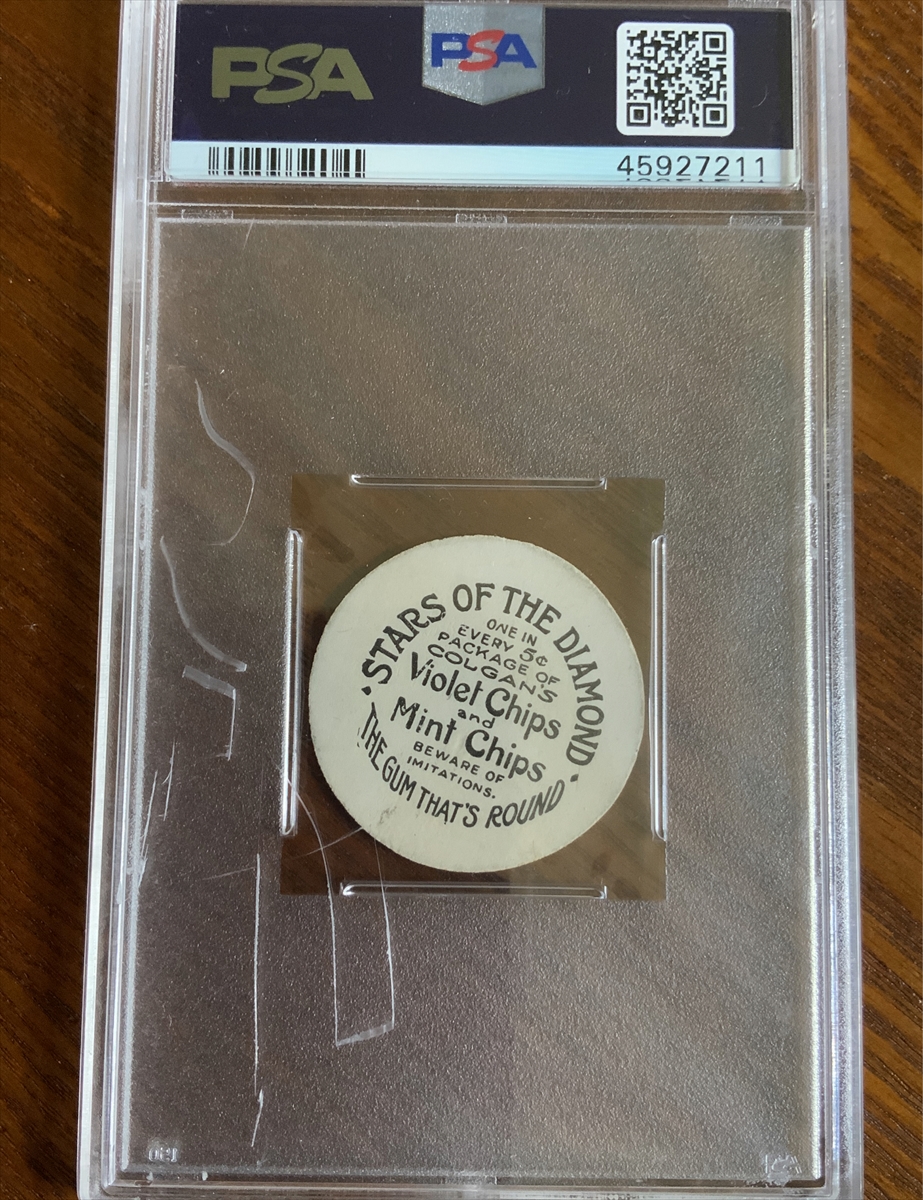 PSA PSA
45927211
· STARS OF THE DIAMOND ·
ONE IN
EVERY 5¢
PACKAGE OF
COLGAN'S
Violet Chips
and
Mint Chips
BEWARE OF
IMITATIONS.
THE GUM THAT'S ROUND